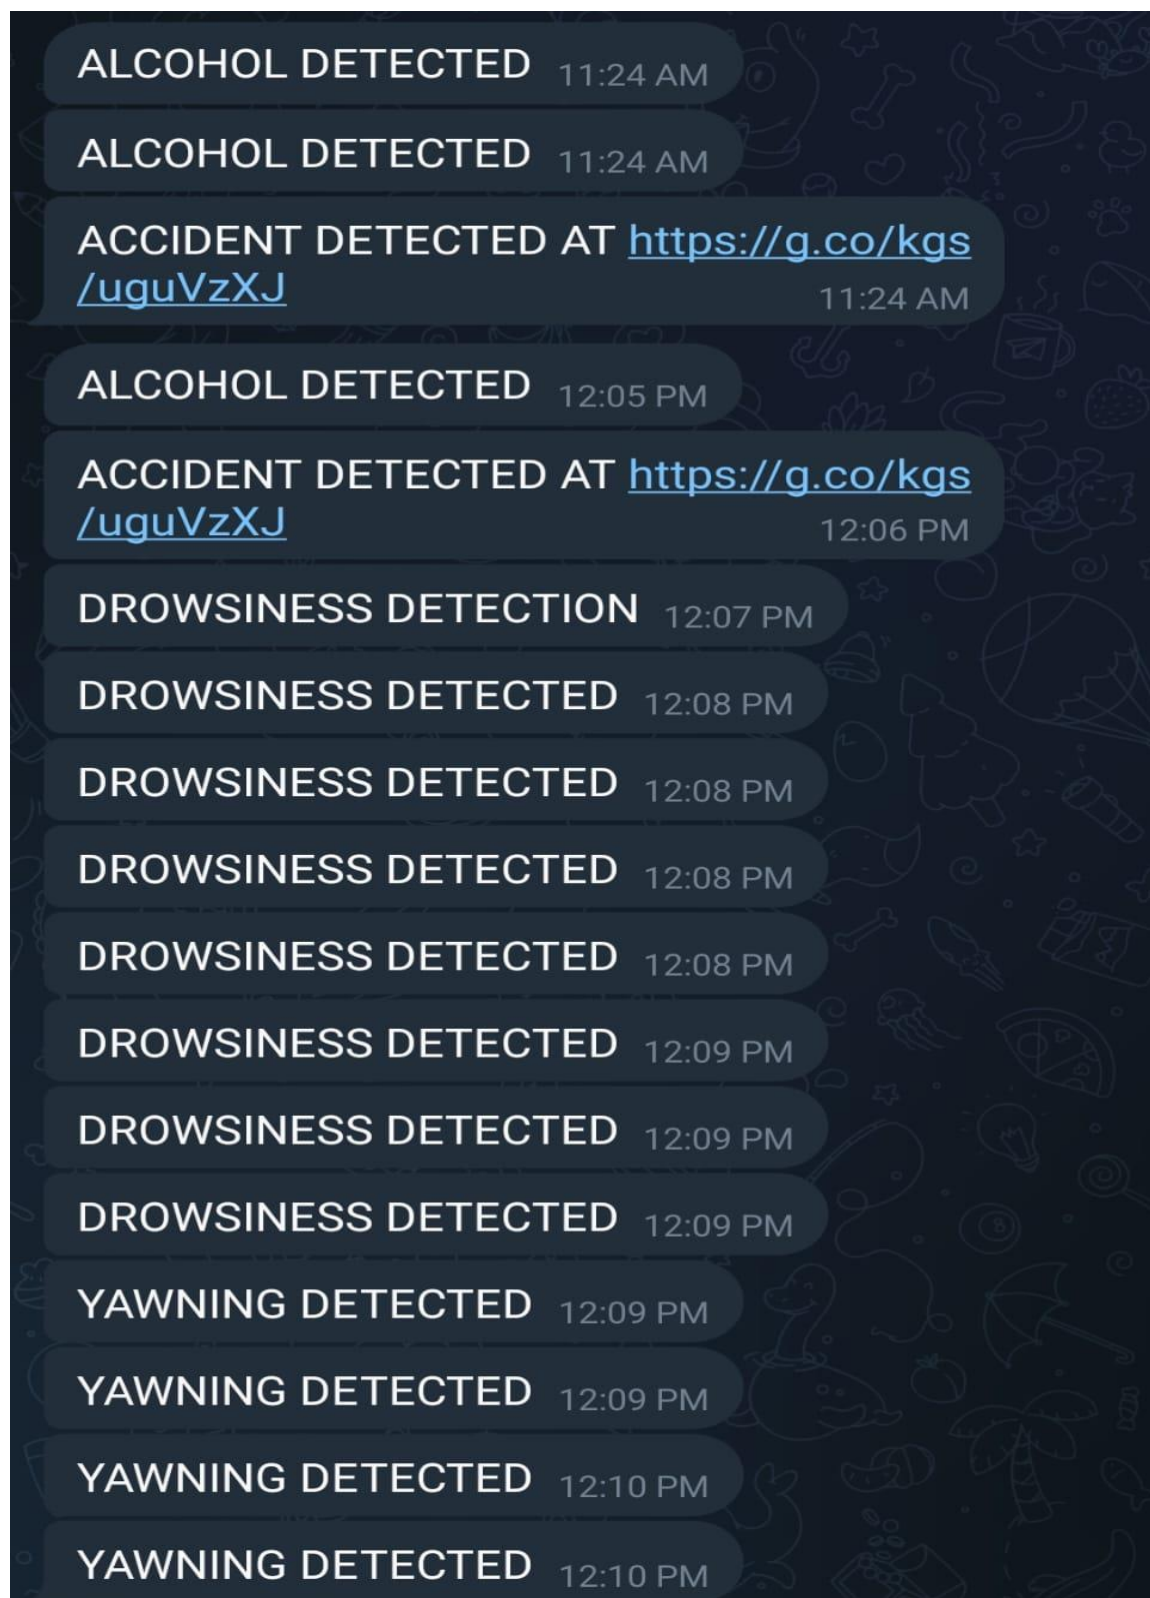 ALCOHOL DETECTED 11:24 AM
ALCOHOL DETECTED 11:24 AM
ACCIDENT DETECTED AT https://g.co/kgs
/uguVzXJ 11:24 AM
ALCOHOL DETECTED 12:05 PM
ACCIDENT DETECTED AT https://g.co/kgs
/uguVzXJ 12:06 PM
DROWSINESS DETECTION 12:07 PM
DROWSINESS DETECTED 12:08 PM
DROWSINESS DETECTED 12:08 PM
DROWSINESS DETECTED 12:08 PM
DROWSINESS DETECTED 12:08 PM
DROWSINESS DETECTED 12:09 PM
DROWSINESS DETECTED 12:09 PM
DROWSINESS DETECTED 12:09 PM
YAWNING DETECTED 12:09 PM
YAWNING DETECTED 12:09 PM
YAWNING DETECTED 12:10 PM
YAWNING DETECTED 12:10 PM